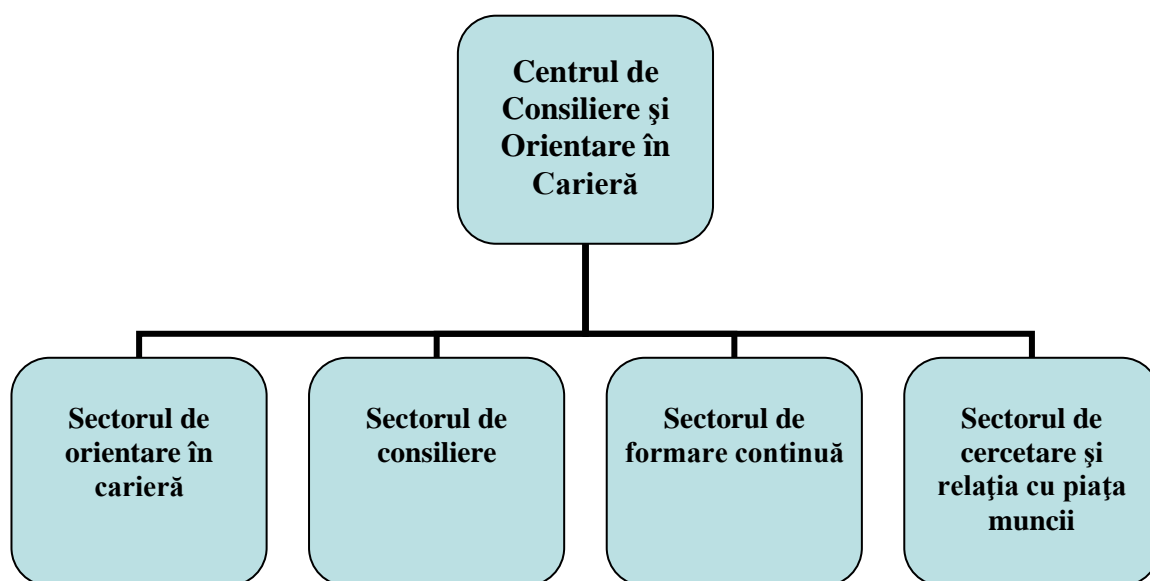 Centrul de
Consiliere şi
Orientare în
Carieră
Sectorul de
orientare în
carieră
Sectorul de
consiliere
Sectorul de
formare continuă
Sectorul de
cercetare şi
relaţia cu piaţa
muncii